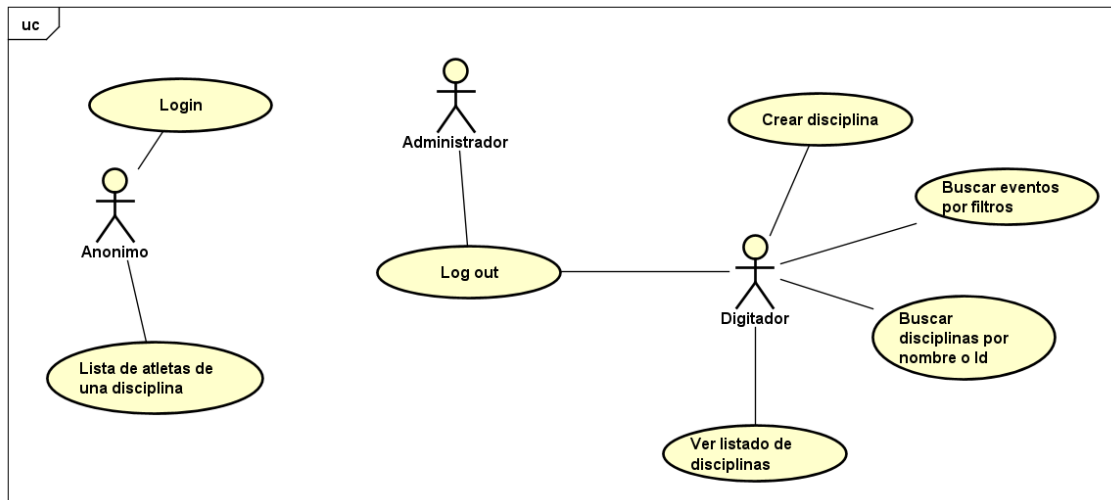 uc
Login
Anonimo
Lista de atletas de
una disciplina
Administrador
Log out
Crear disciplina
Buscar eventos
por filtros
Digitador
Buscar
disciplinas por
nombre o Id
Ver listado de
disciplinas